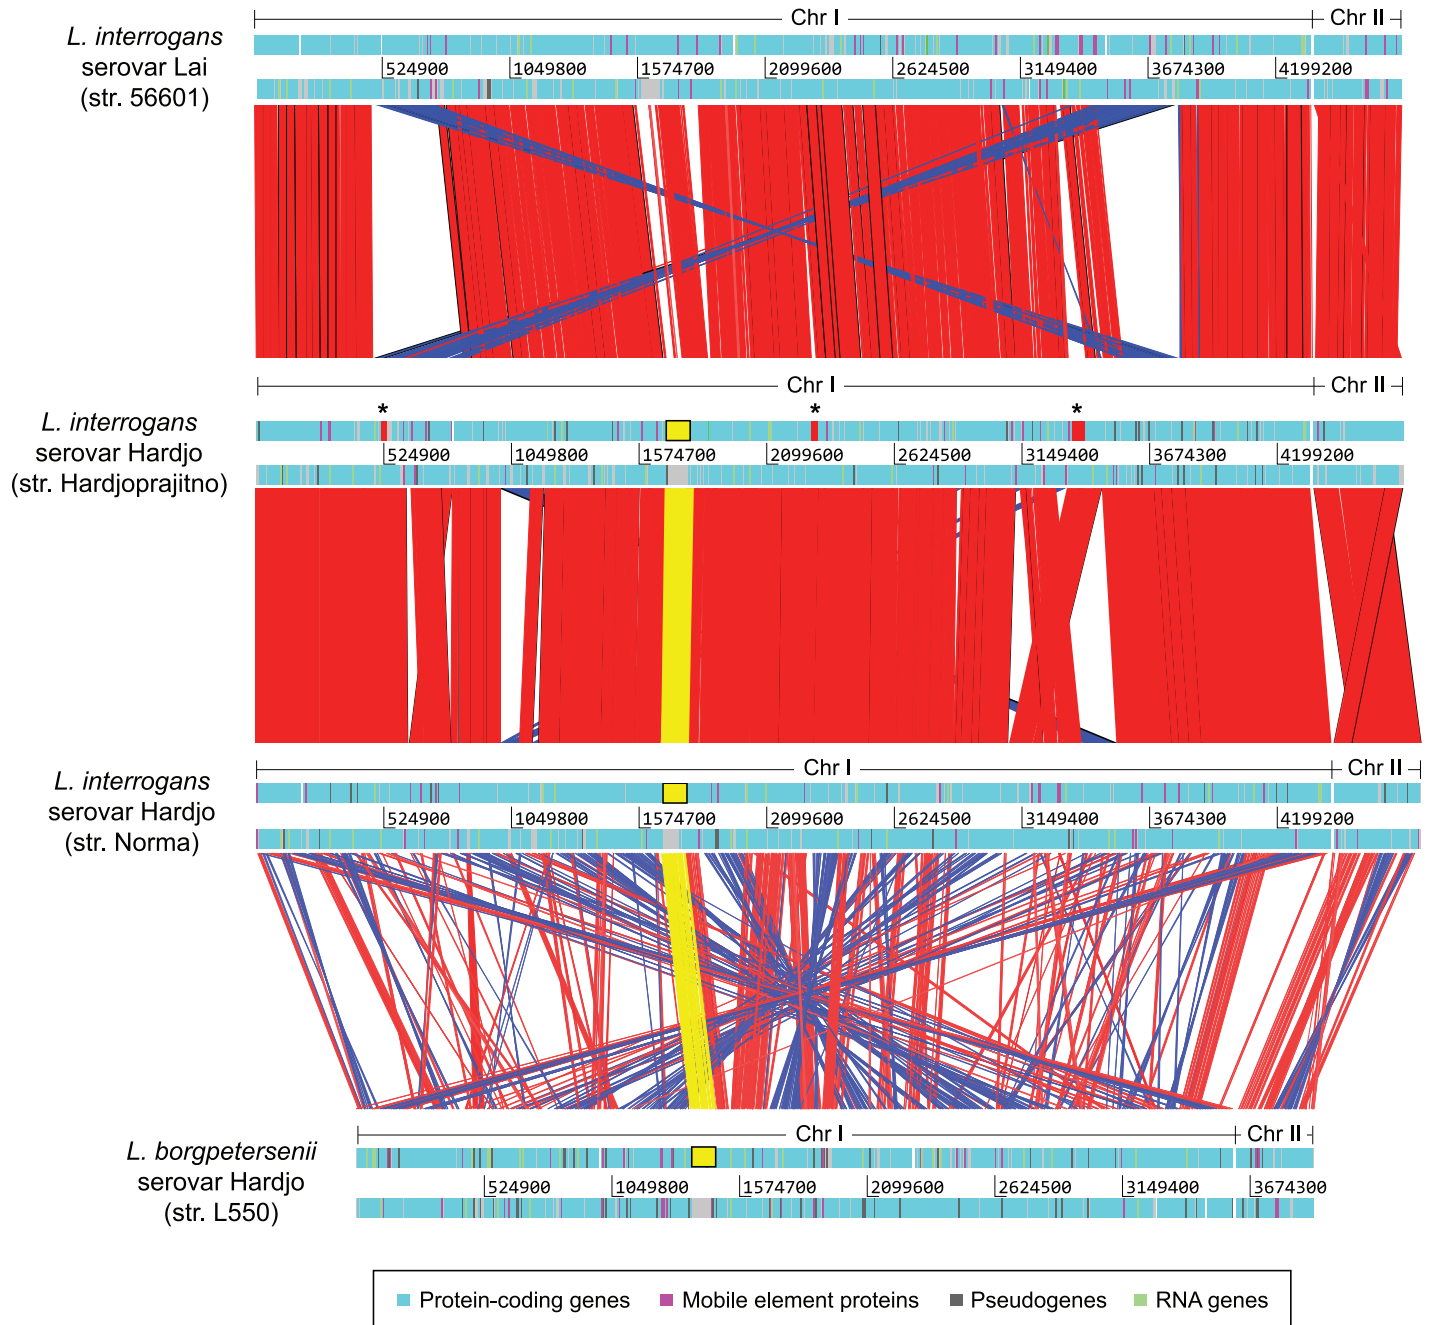 Chr I
Chr II
L. interrogans
serovar Lai
(str. 56601)
524900 1049800 1574700 2099600 2624500 3149400 3674300 4199200
Chr I
Chr II
* * *
L. interrogans
serovar Hardjo
(str. Hardjoprajitno)
524900 1049800 1574700 2099600 2624500 3149400 3674300 4199200
Chr I
Chr II
L. interrogans
serovar Hardjo
(str. Norma)
524900 1049800 1574700 2099600 2624500 3149400 3674300 4199200
Chr I
Chr II
L. borgpetersenii
serovar Hardjo
(str. L550)
524900 1049800 1574700 2099600 2624500 3149400 3674300
Protein-coding genes Mobile element proteins Pseudogenes RNA genes